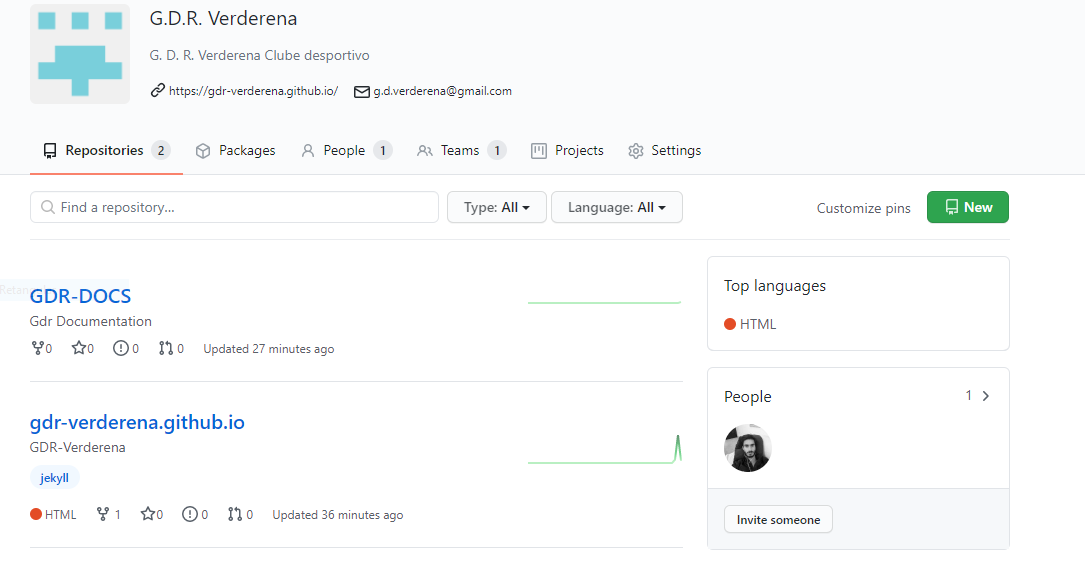 G.D.R. Verderena
G. D. R. Verderena Clube desportivo
https://gdr-verderena.github.io/ g.d.verderena@gmail.com
Repositories 2 Packages People 1 Teams 1 Projects Settings
Find a repository... Type: All Language: All Customize pins New
Top languages
HTML
GDR-DOCS
Gdr Documentation
0 0 0 0 Updated 27 minutes ago
People 1
gdr-verderena.github.io
GDR-Verderena
jekyll
HTML 1 0 0 0 Updated 36 minutes ago
Invite someone